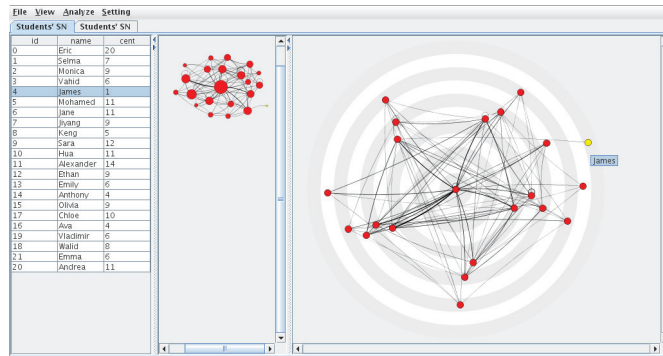 File View Analyze Setting
Students' SN Students' SN
id name cent
0 Eric 20
1 Selma 7
2 Monica 9
3 Vahid 6
4 James 1
5 Mohamed 11
6 Jane 11
7 Jiyang 9
8 Keng 5
9 Sara 12
10 Hua 11
11 Alexander 14
12 Ethan 9
13 Emily 6
14 Anthony 4
15 Olivia 9
17 Chloe 10
16 Ava 4
19 Vladimir 6
18 Walid 8
21 Emma 6
20 Andrea 11
James